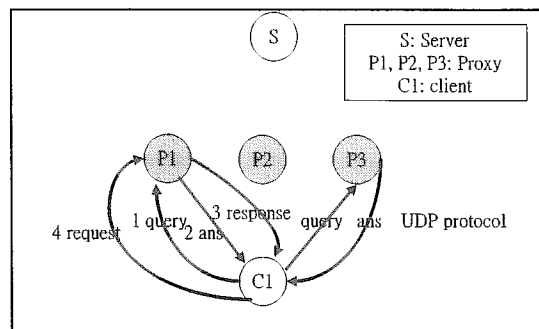 S
S: Server
P1, P2, P3: Proxy
C1: client
P1
P2
P3
3 response
1 query
query
ans
UDP protocol
4 request
2 ans
C1